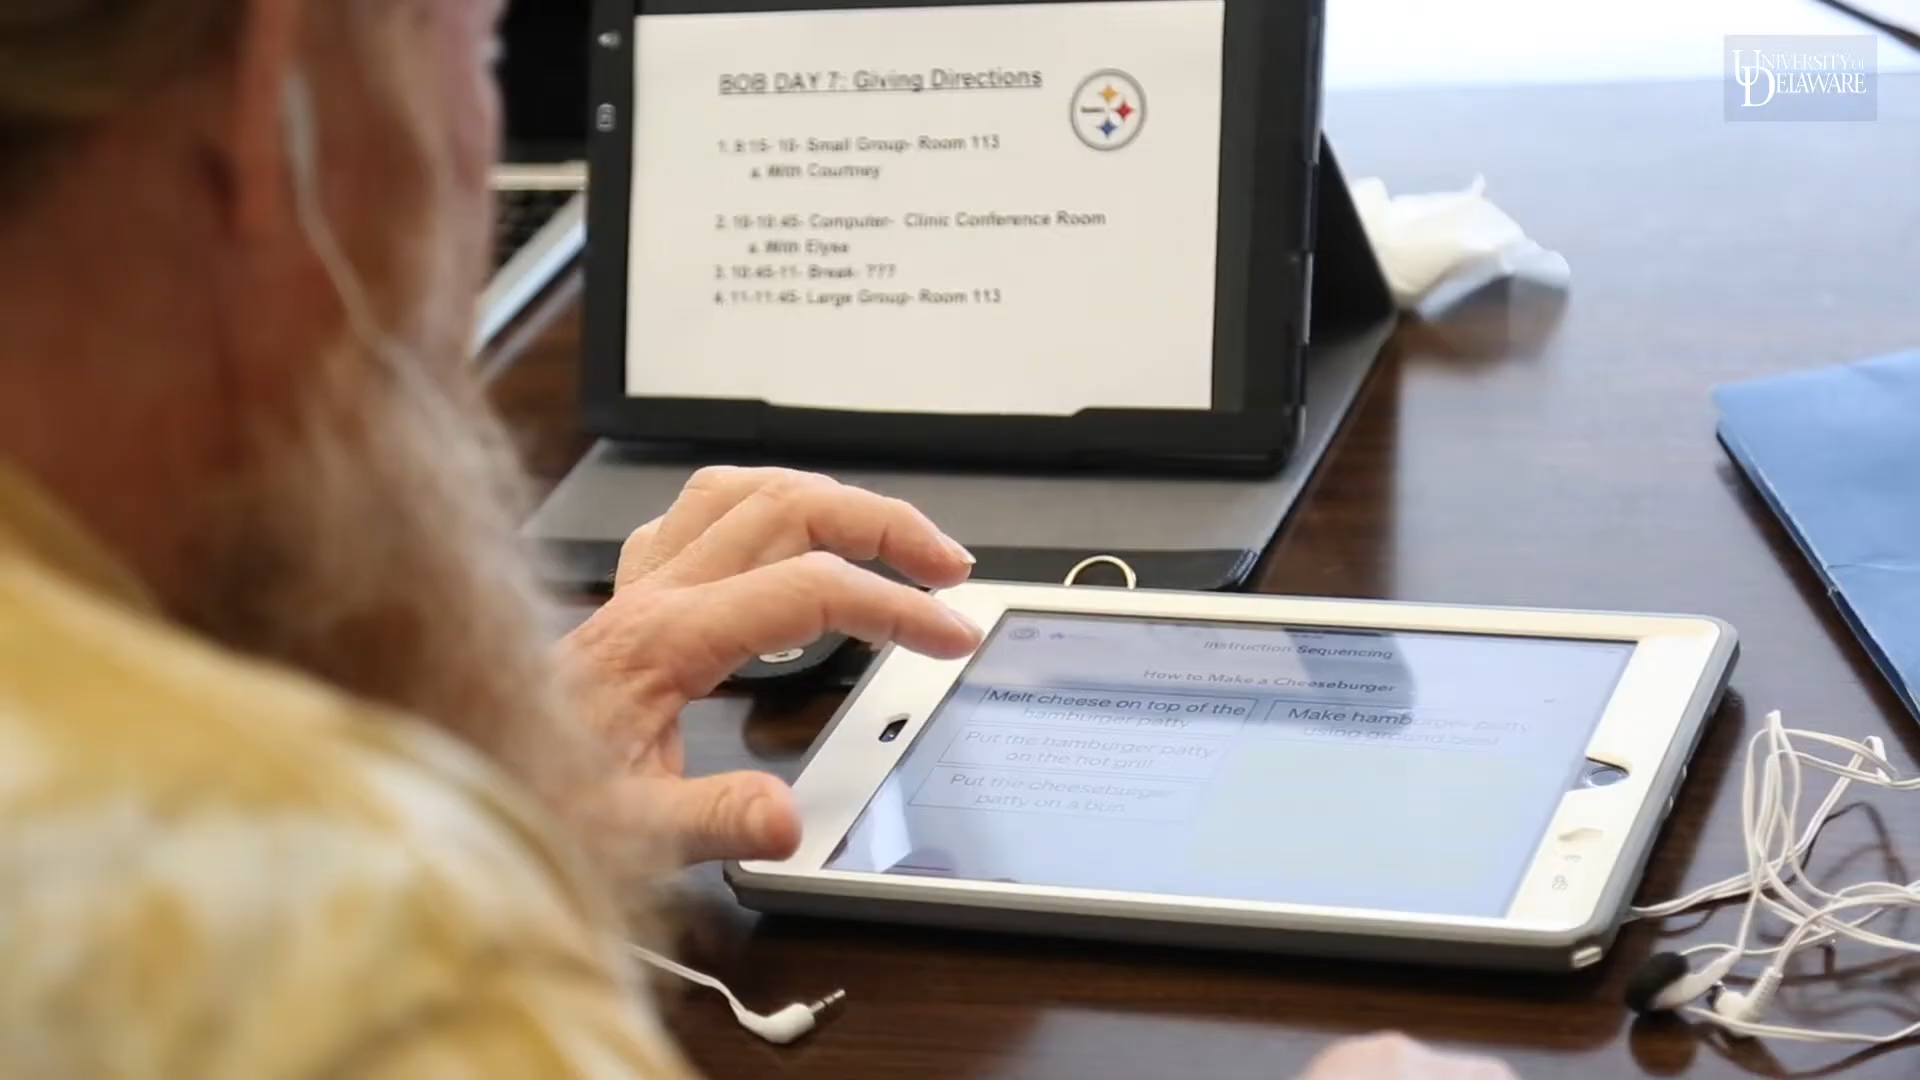 UNIVERSITY OF DELAWARE
BOB DAY 7: Giving Directions
1. 8:15- 10- Small Group- Room 113
a. With Courtney
2. 10-10:45- Computer- Clinic Conference Room
a. With Elysa
3. 10:45-11- Break- ???
4. 11-11:45- Large Group- Room 113
Instruction Sequencing
How to Make a Cheeseburger
Melt cheese on top of the
hamburger patty
Make hamburger patty
using ground beef
Put the hamburger patty
on the hot grill
Put the cheeseburger
patty on a bun